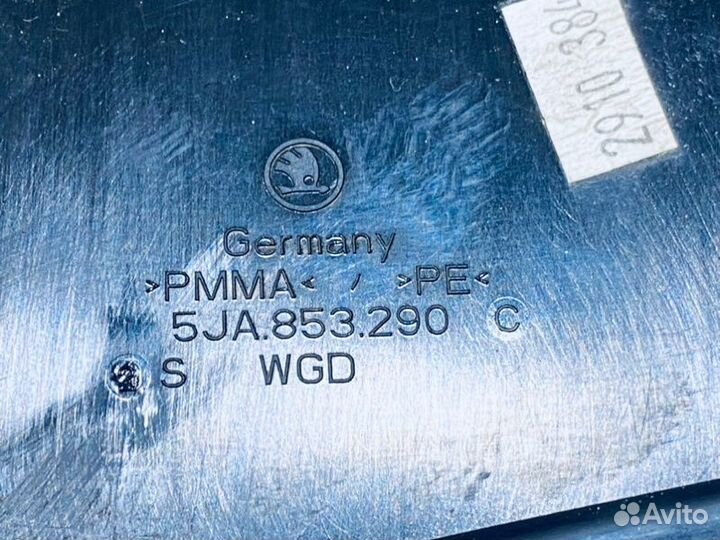 2910 384
Germany
>PMMA< / >PE<
5JA.853.290 C
S WGD
Avito